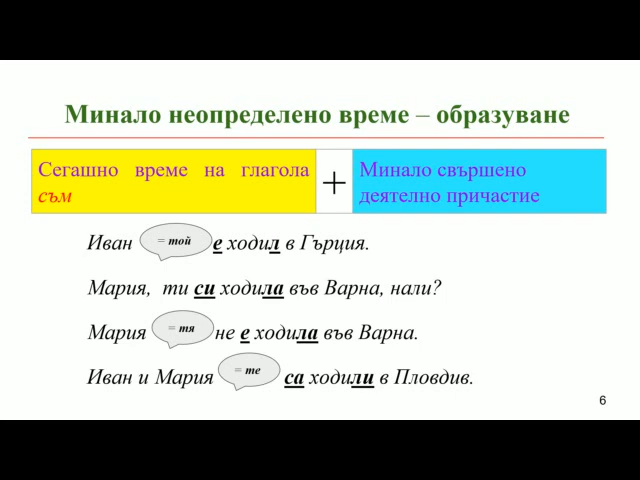 Минало неопределено време – образуване
Сегашно време на глагола
съм
+
Минало свършено
деятелно причастие
Иван = той е ходил в Гърция.
Мария, ти си ходила във Варна, нали?
Мария = тя не е ходила във Варна.
Иван и Мария = те са ходили в Пловдив.
6